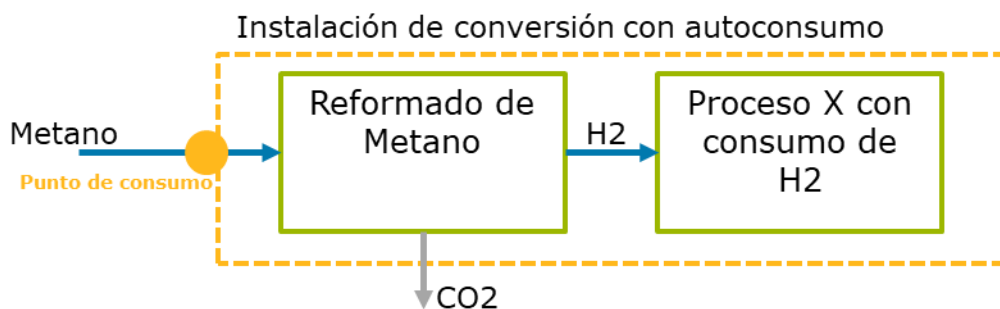 Instalación de conversión con autoconsumo
Metano
Punto de consumo
Reformado de
Metano
H2
Proceso X con
consumo de
H2
CO2